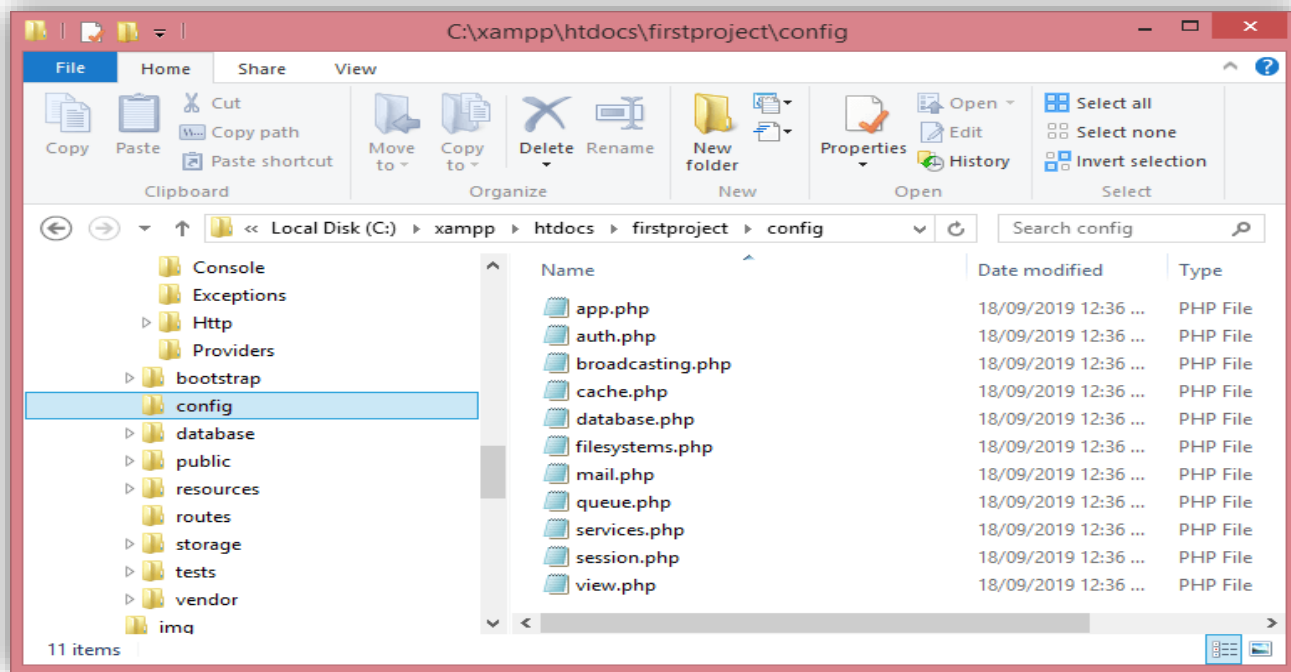 C:\xampp\htdocs\firstproject\config
File Home Share View
Copy
Paste
Cut
Copy path
Paste shortcut
Clipboard
Move to
Copy to
Delete
Rename
Organize
New folder
New
Properties
Open
Edit
History
Open
Select all
Select none
Invert selection
Select
« Local Disk (C:) xampp htdocs firstproject config
Search config
Console
Exceptions
Http
Providers
bootstrap
config
database
public
resources
routes
storage
tests
vendor
img
Name Date modified Type
app.php 18/09/2019 12:36 ... PHP File
auth.php 18/09/2019 12:36 ... PHP File
broadcasting.php 18/09/2019 12:36 ... PHP File
cache.php 18/09/2019 12:36 ... PHP File
database.php 18/09/2019 12:36 ... PHP File
filesystems.php 18/09/2019 12:36 ... PHP File
mail.php 18/09/2019 12:36 ... PHP File
queue.php 18/09/2019 12:36 ... PHP File
services.php 18/09/2019 12:36 ... PHP File
session.php 18/09/2019 12:36 ... PHP File
view.php 18/09/2019 12:36 ... PHP File
11 items